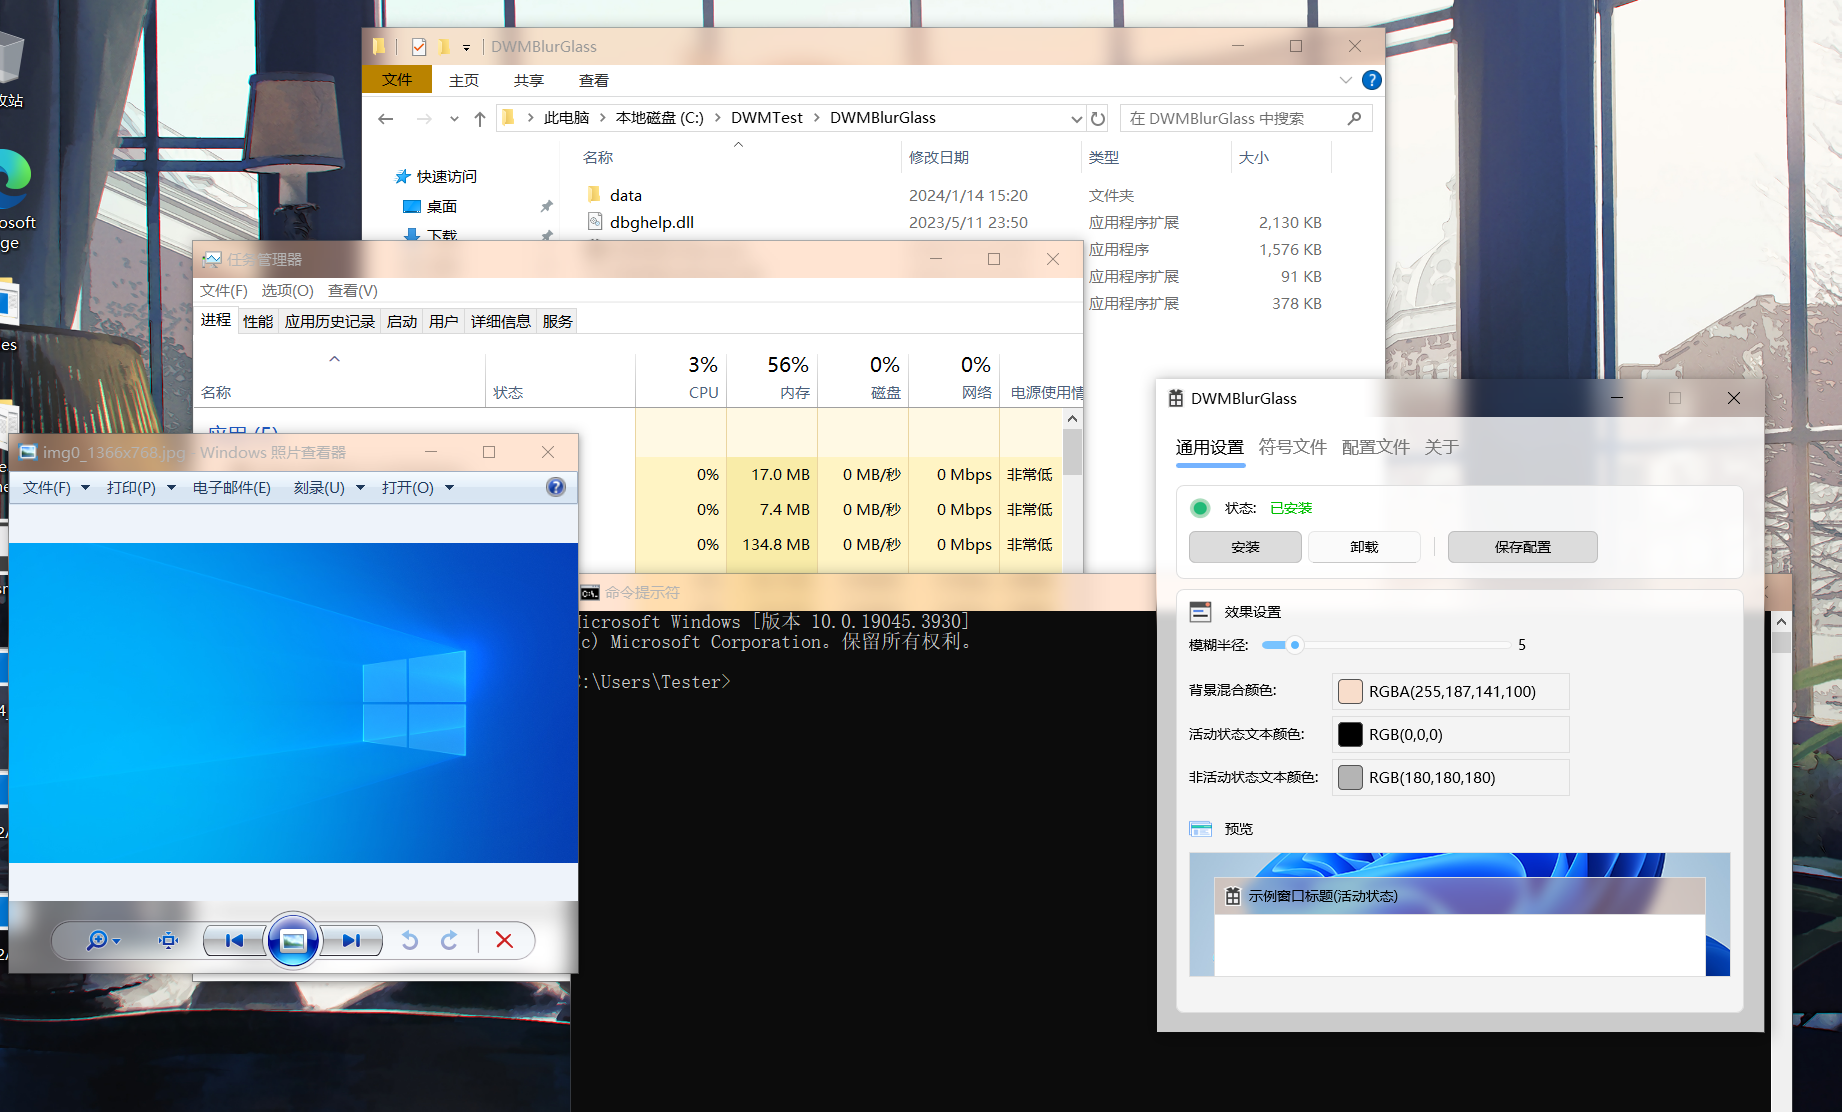 DWMBlurGlass
文件 主页 共享 查看
此电脑 本地磁盘 (C:) DWMTest DWMBlurGlass
在 DWMBlurGlass 中搜索
名称 修改日期 类型 大小
快速访问
桌面
下载
data 2024/1/14 15:20 文件夹
dbghelp.dll 2023/5/11 23:50 应用程序扩展 2,130 KB
应用程序 1,576 KB
应用程序扩展 91 KB
应用程序扩展 378 KB
任务管理器
文件(F) 选项(O) 查看(V)
进程 性能 应用历史记录 启动 用户 详细信息 服务
3% 56% 0% 0%
名称 状态 CPU 内存 磁盘 网络 电源使用情
应用 (5)
0% 17.0 MB 0 MB/秒 0 Mbps 非常低
0% 7.4 MB 0 MB/秒 0 Mbps 非常低
0% 134.8 MB 0 MB/秒 0 Mbps 非常低
img0_1366x768.jpg - Windows 照片查看器
文件(F) 打印(P) 电子邮件(E) 刻录(U) 打开(O)
命令提示符
icrosoft Windows [版本 10.0.19045.3930]
c) Microsoft Corporation。保留所有权利。
:\Users\Tester>
DWMBlurGlass
通用设置 符号文件 配置文件 关于
状态: 已安装
安装 卸载 保存配置
效果设置
模糊半径: 5
背景混合颜色: RGBA(255,187,141,100)
活动状态文本颜色: RGB(0,0,0)
非活动状态文本颜色: RGB(180,180,180)
预览
示例窗口标题(活动状态)
站
osoft
ge
es